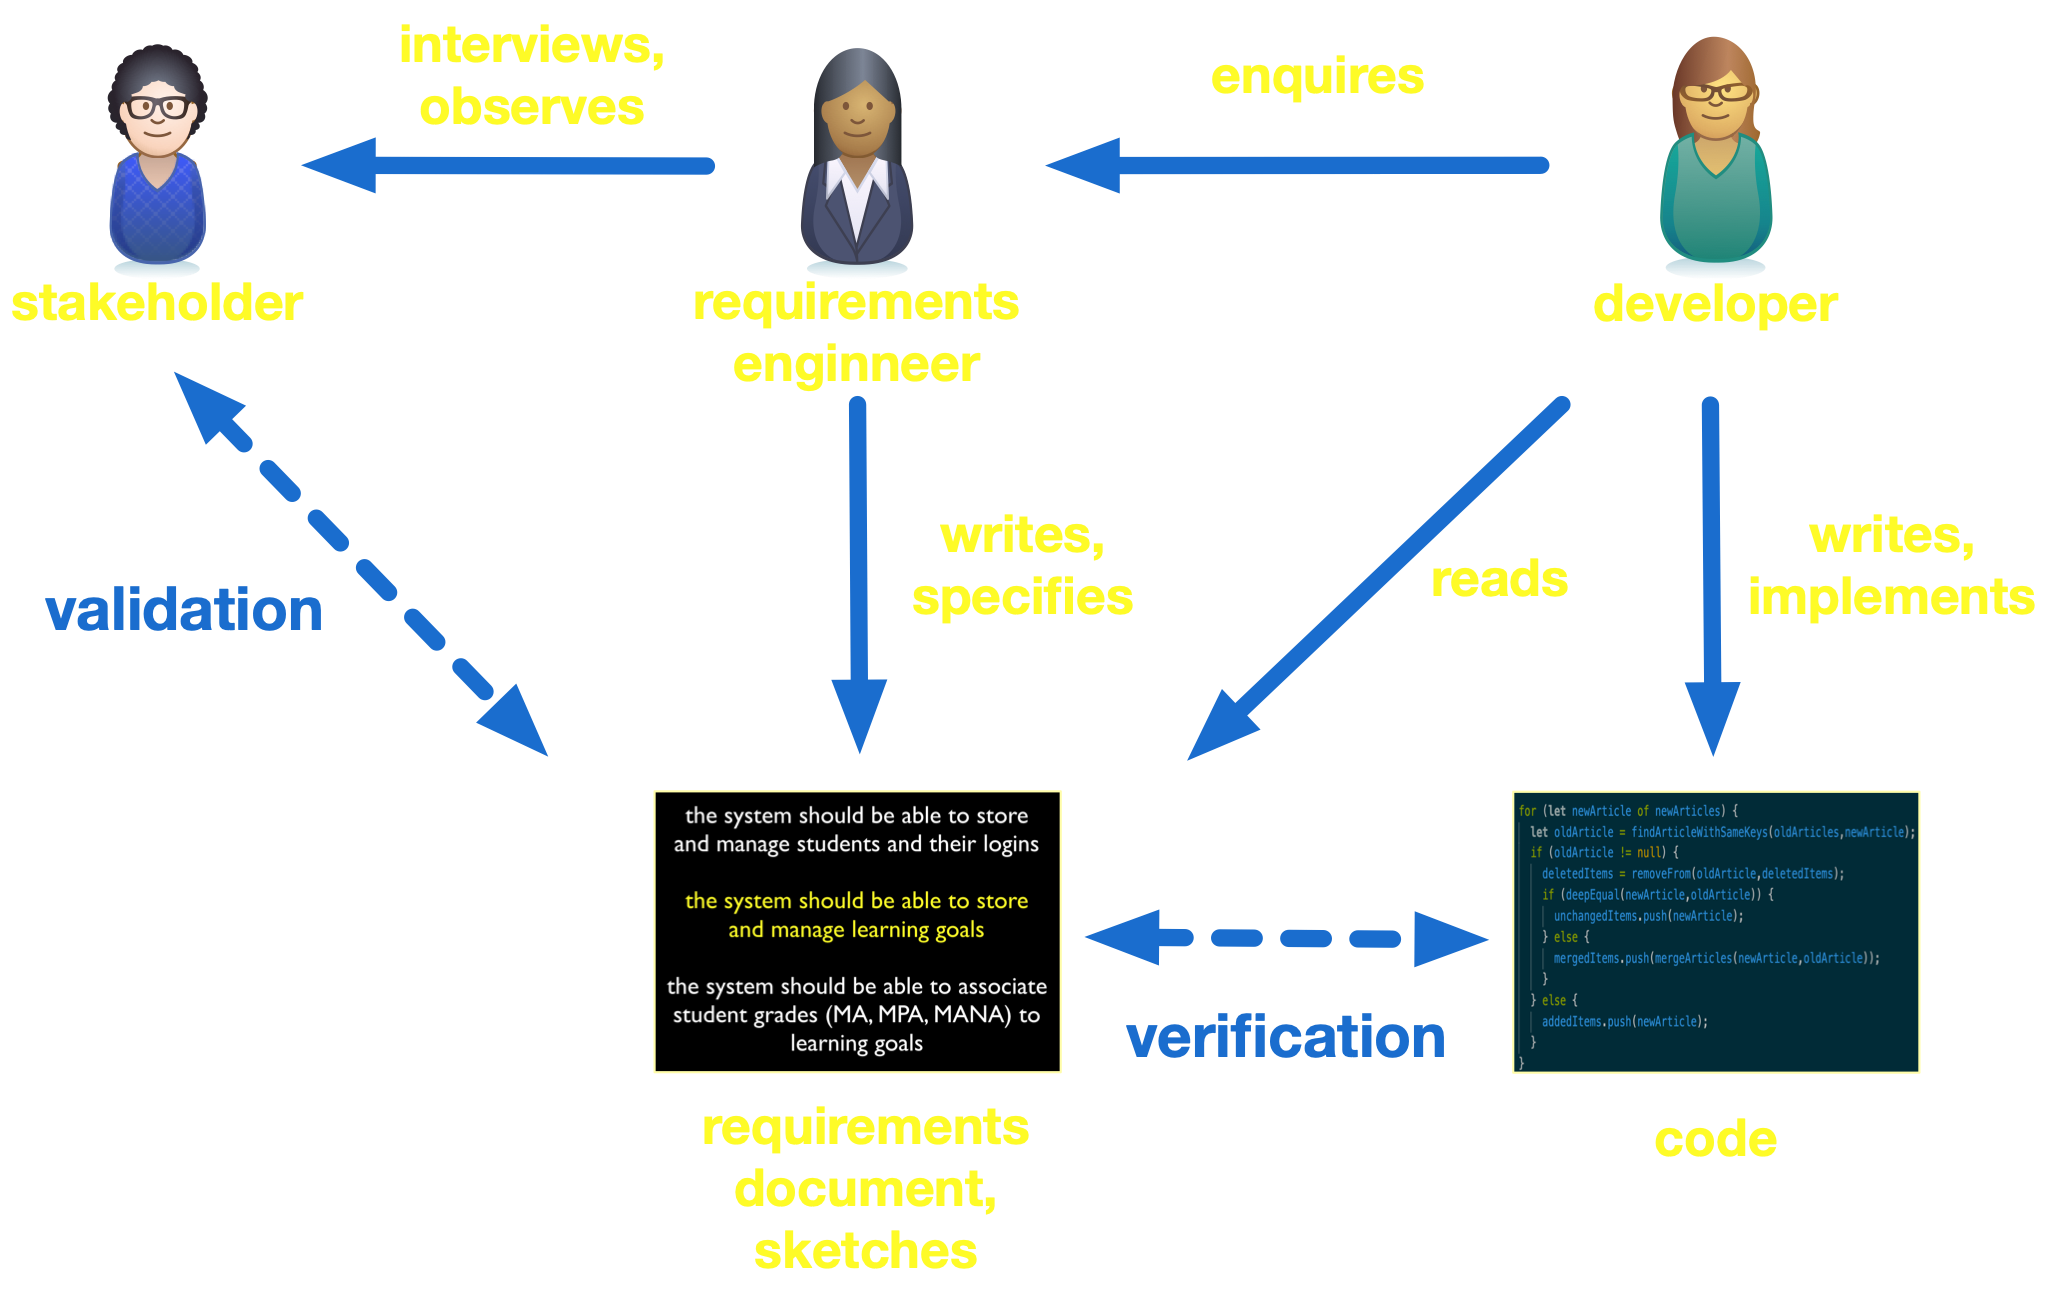 interviews,
observes
enquires
stakeholder
requirements
enginneer
developer
validation
writes,
specifies
reads
writes,
implements
the system should be able to store
and manage students and their logins
the system should be able to store
and manage learning goals
the system should be able to associate
student grades (MA, MPA, MANA) to
learning goals
verification
for (let newArticle of newArticles) {
let oldArticle = findArticleWithSameKeys(oldArticles,newArticle);
if (oldArticle != null) {
deletedItems = removeFrom(oldArticle,deletedItems);
if (deepEqual(newArticle,oldArticle)) {
unchangedItems.push(newArticle);
} else {
mergedItems.push(mergeArticles(newArticle,oldArticle));
}
} else {
addedItems.push(newArticle);
}
}
requirements
document,
sketches
code